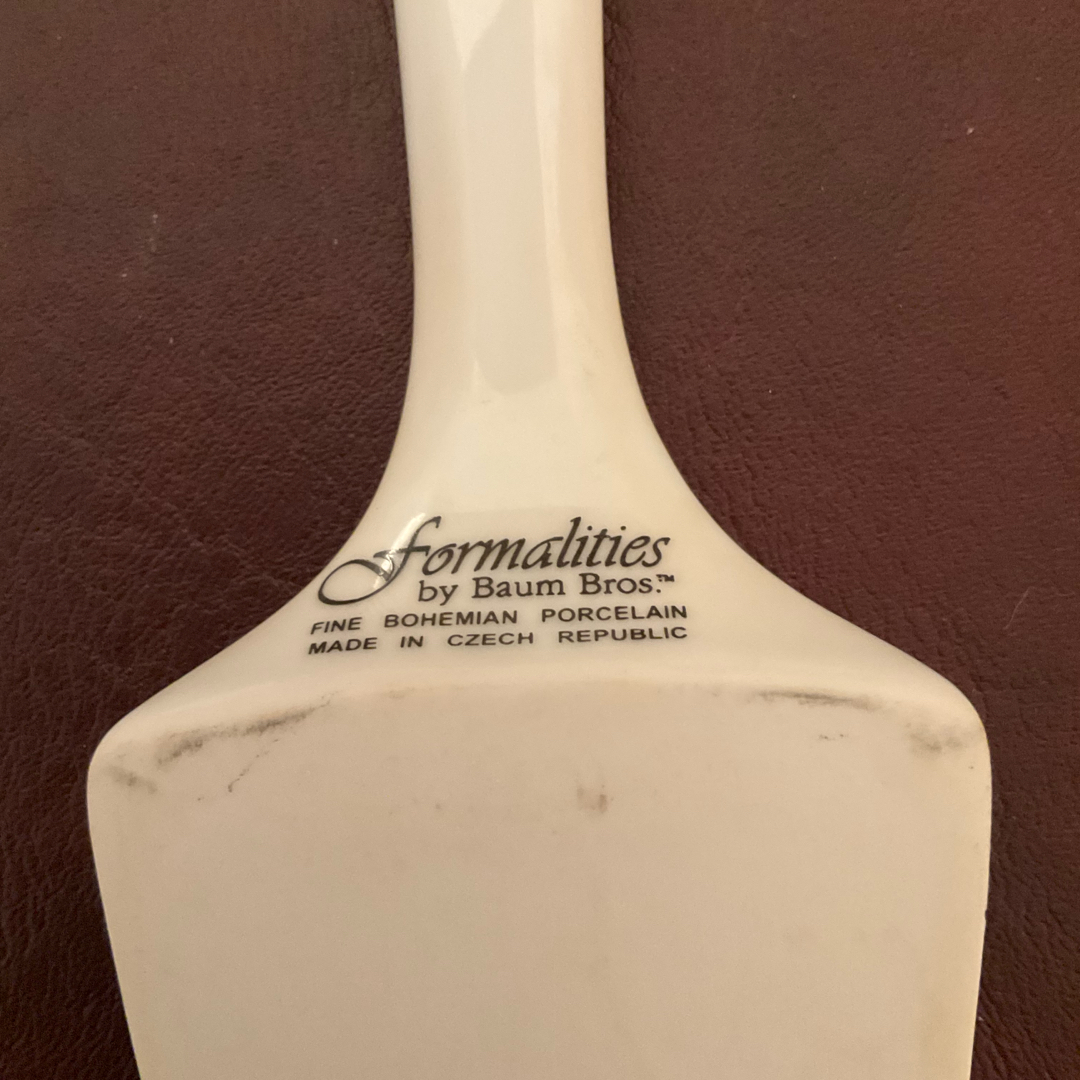 formalities
by Baum Bros.™
FINE BOHEMIAN PORCELAIN
MADE IN CZECH REPUBLIC